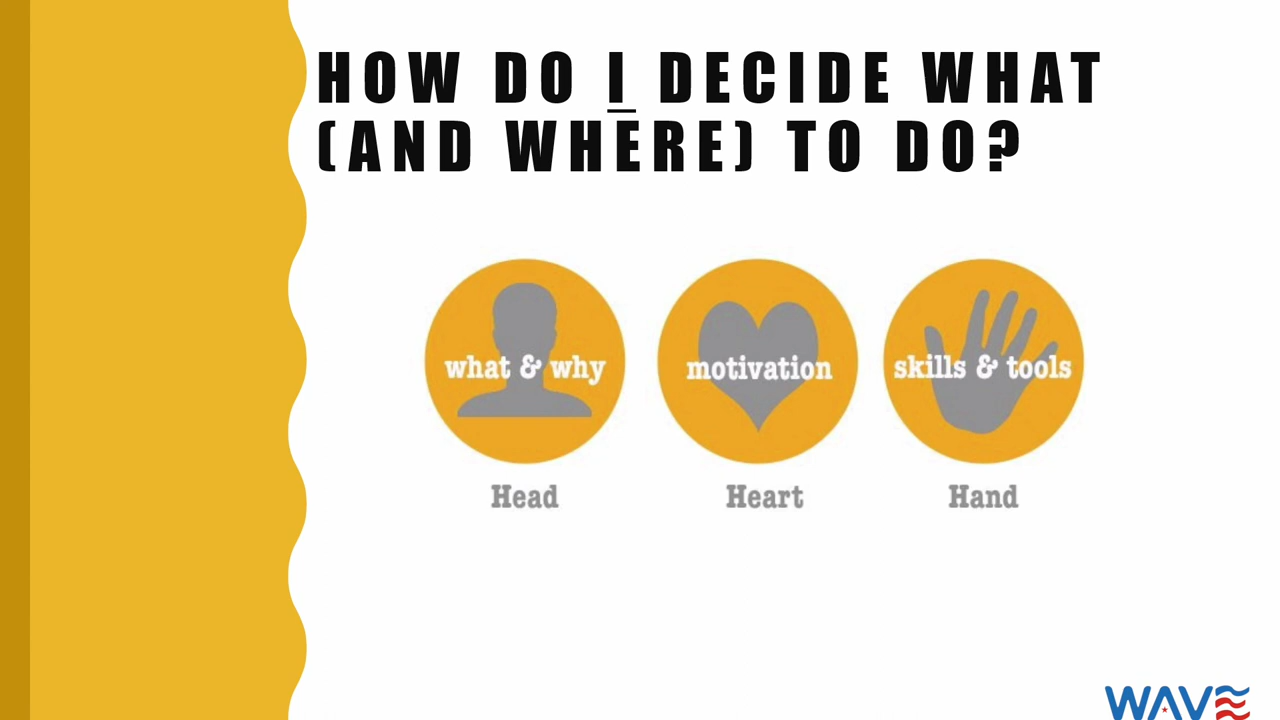 HOW DO I DECIDE WHAT
(AND WHERE) TO DO?
what & why
motivation
skills & tools
Head
Heart
Hand
WAVE